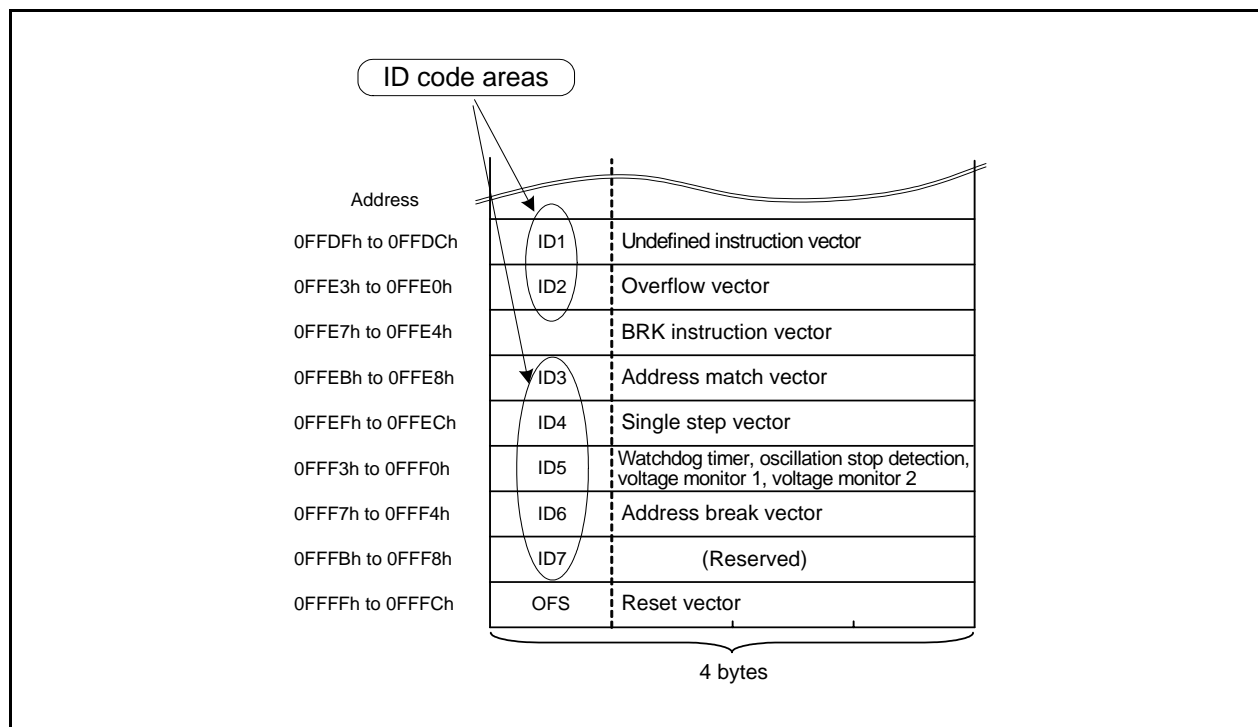 ID code areas
Address
0FFDFh to 0FFDCh ID1 Undefined instruction vector
0FFE3h to 0FFE0h ID2 Overflow vector
0FFE7h to 0FFE4h BRK instruction vector
0FFEBh to 0FFE8h ID3 Address match vector
0FFEFh to 0FFECh ID4 Single step vector
0FFF3h to 0FFF0h ID5 Watchdog timer, oscillation stop detection,
voltage monitor 1, voltage monitor 2
0FFF7h to 0FFF4h ID6 Address break vector
0FFFBh to 0FFF8h ID7 (Reserved)
0FFFFh to 0FFFCh OFS Reset vector
4 bytes